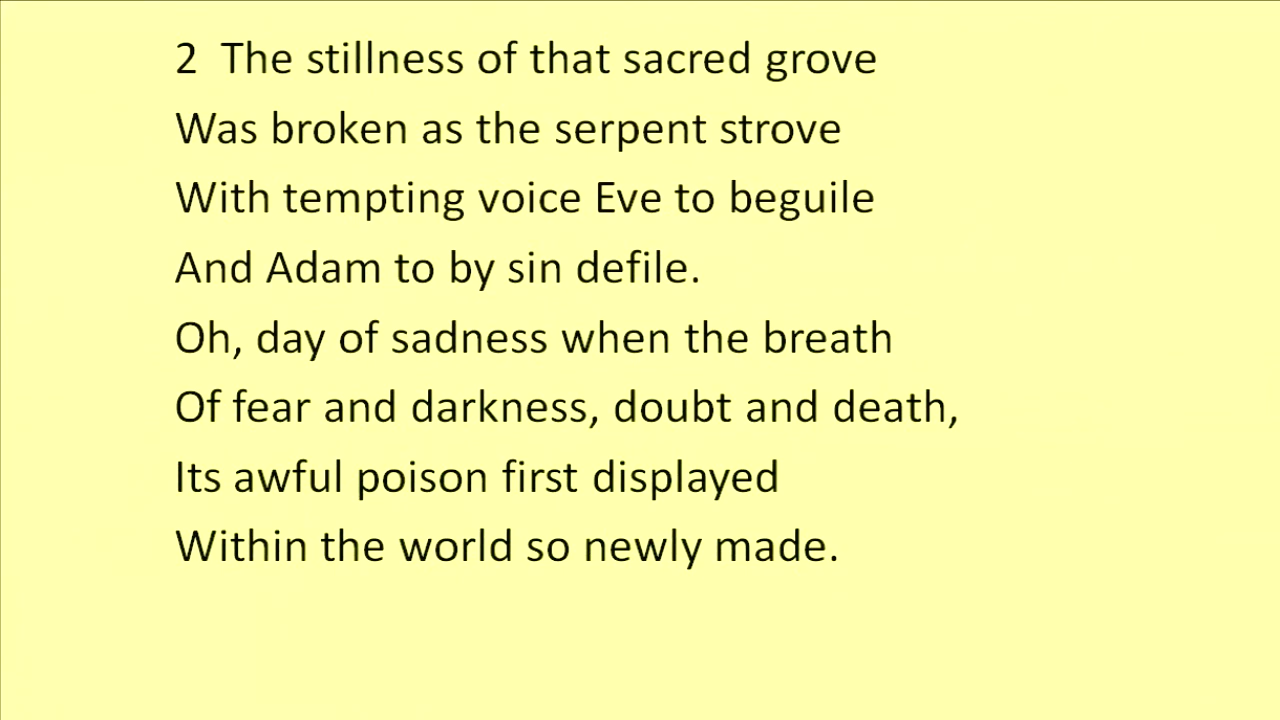 2 The stillness of that sacred grove
Was broken as the serpent strove
With tempting voice Eve to beguile
And Adam to by sin defile.
Oh, day of sadness when the breath
Of fear and darkness, doubt and death,
Its awful poison first displayed
Within the world so newly made.